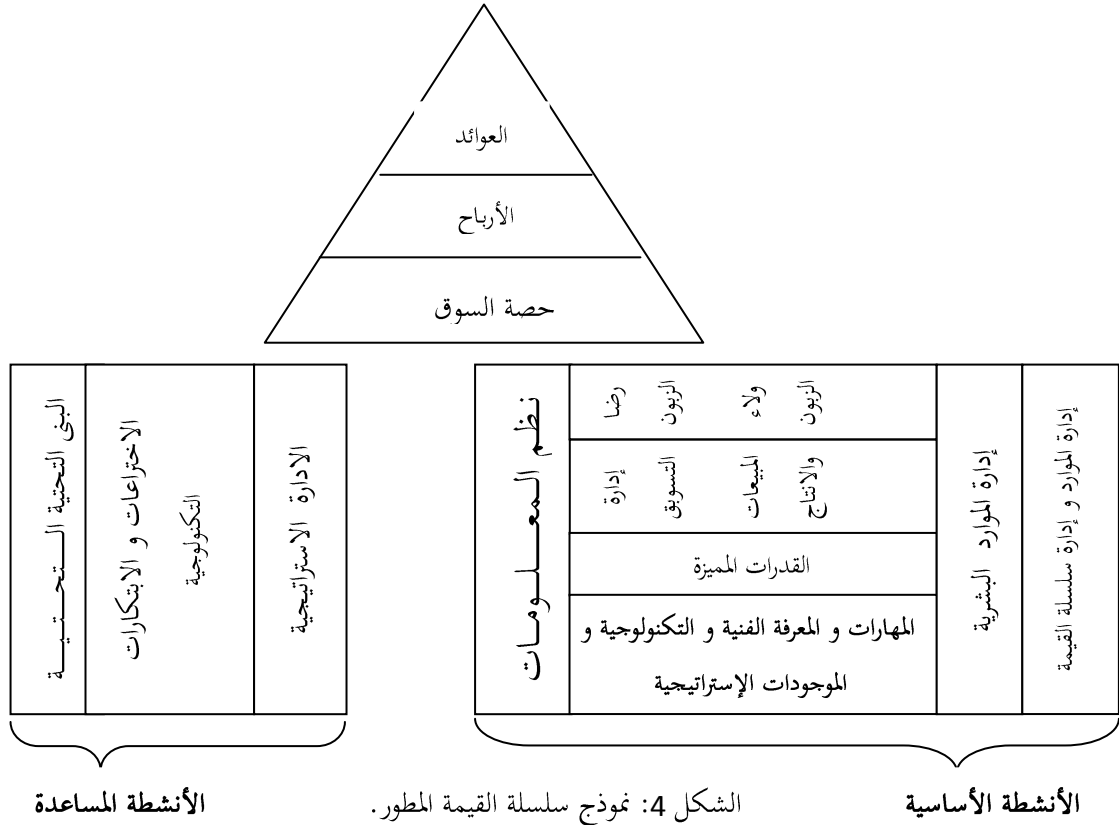 العوائد
الأرباح
حصة السوق
إدارة الموارد و إدارة سلسلة القيمة
إدارة الموارد البشرية
رضا
الزبون
ولاء
الزبون
إدارة
التسويق
المبيعات
والانتاج
القدرات المميزة
المهارات و المعرفة الفنية و التكنولوجية و
الموجودات الإستراتيجية
نظم المعلومات
الادارة الاستراتيجية
الاختراعات و الابتكارات
التكنولوجية
البنى التحتية التحتية
الأنشطة الأساسية
الأنشطة المساعدة
الشكل 4: نموذج سلسلة القيمة المطور.